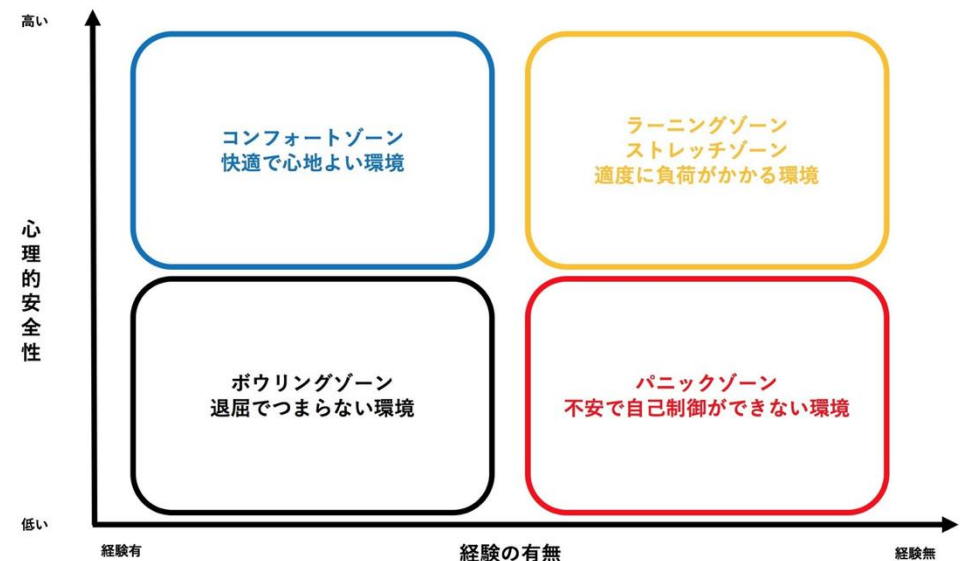 高い
コンフォートゾーン
快適で心地よい環境
ラーニングゾーン
ストレッチゾーン
適度に負荷がかかる環境
心理的安全性
ボウリングゾーン
退屈でつまらない環境
パニックゾーン
不安で自己制御ができない環境
低い
経験有
経験の有無
経験無